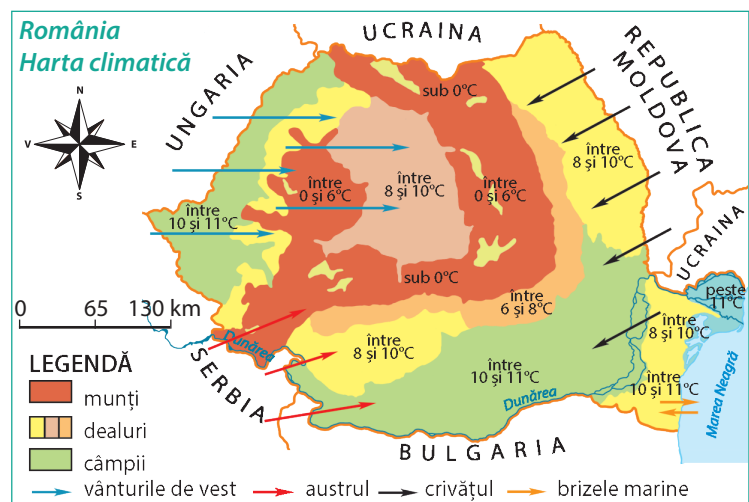 România
Harta climatică
UCRAINA
REPUBLICA
MOLDOVA
UNGARIA
N
V
E
S
sub 0°C
între
8 și 10°C
între
8 și 10°C
între
0 și 6°C
între
0 și 6°C
între
10 și 11°C
UCRAINA
sub 0°C
peste
11°C
0 65 130 km
între
6 și 8°C
între
8 și 10°C
Dunărea
între
8 și 10°C
SERBIA
între
10 și 11°C
între
10 și 11°C
Dunărea
Marea Neagră
BULGARIA
LEGENDĂ
munți
dealuri
câmpii
vânturile de vest
austrul
crivățul
brizele marine